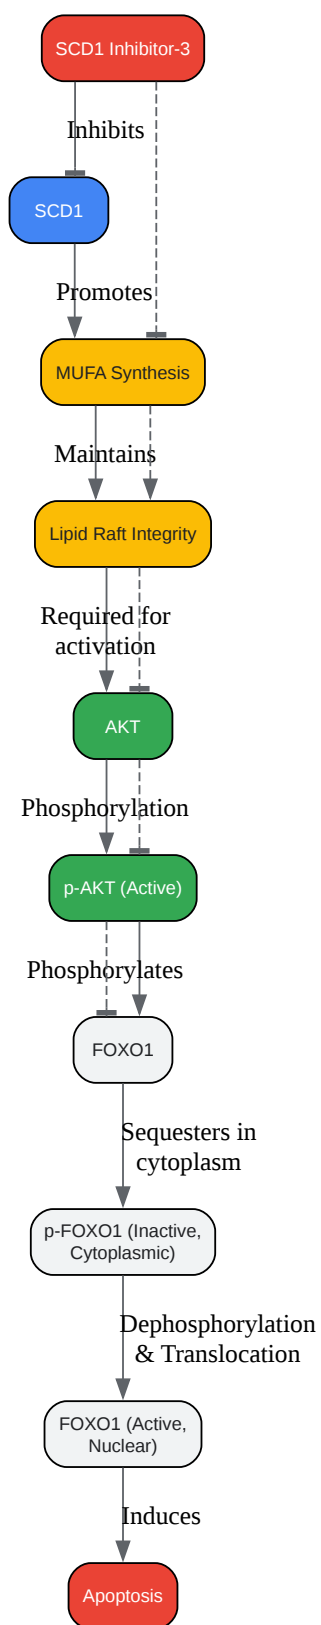 SCD1 Inhibitor-3
Inhibits
SCD1
Promotes
MUFA Synthesis
Maintains
Lipid Raft Integrity
Required for
activation
AKT
Phosphorylation
p-AKT (Active)
Phosphorylates
FOXO1
Sequesters in
cytoplasm
p-FOXO1 (Inactive,
Cytoplasmic)
Dephosphorylation
& Translocation
FOXO1 (Active,
Nuclear)
Induces
Apoptosis